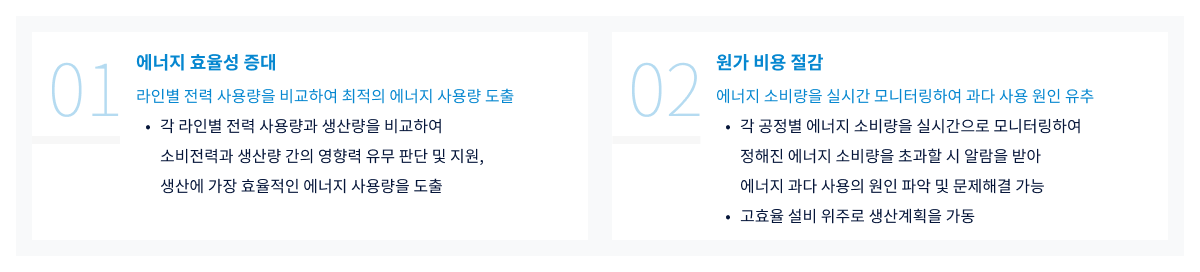 01
에너지 효율성 증대
라인별 전력 사용량을 비교하여 최적의 에너지 사용량 도출
• 각 라인별 전력 사용량과 생산량을 비교하여
소비전력과 생산량 간의 영향력 유무 판단 및 지원,
생산에 가장 효율적인 에너지 사용량을 도출
02
원가 비용 절감
에너지 소비량을 실시간 모니터링하여 과다 사용 원인 유추
• 각 공정별 에너지 소비량을 실시간으로 모니터링하여
정해진 에너지 소비량을 초과할 시 알람을 받아
에너지 과다 사용의 원인 파악 및 문제해결 가능
• 고효율 설비 위주로 생산계획을 가동